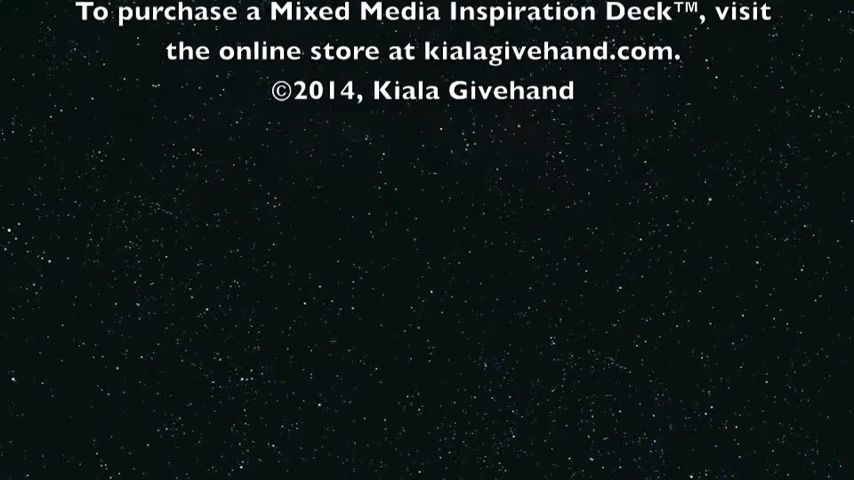 To purchase a Mixed Media Inspiration Deck™, visit
the online store at kialagivehand.com.
©2014, Kiala Givehand